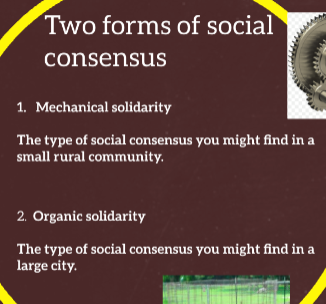 Two forms of social
consensus
1. Mechanical solidarity
The type of social consensus you might find in a
small rural community.
2. Organic solidarity
The type of social consensus you might find in a
large city.